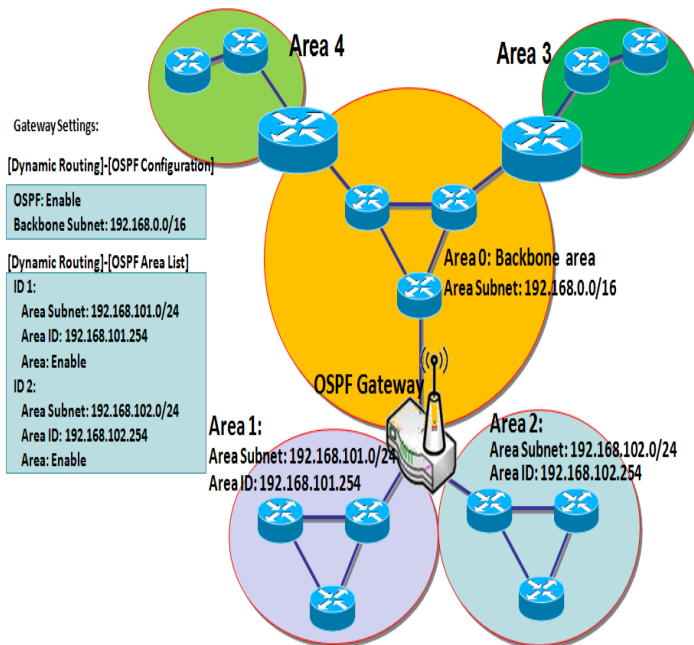 Area 4
Area 3
Gateway Settings:
[Dynamic Routing]-[OSPF Configuration]
OSPF: Enable
Backbone Subnet: 192.168.0.0/16
[Dynamic Routing]-[OSPF Area List]
ID 1:
Area Subnet: 192.168.101.0/24
Area ID: 192.168.101.254
Area: Enable
ID 2:
Area Subnet: 192.168.102.0/24
Area ID: 192.168.102.254
Area: Enable
Area 0: Backbone area
Area Subnet: 192.168.0.0/16
OSPF Gateway
Area 1:
Area Subnet: 192.168.101.0/24
Area ID: 192.168.101.254
Area 2:
Area Subnet: 192.168.102.0/24
Area ID: 192.168.102.254